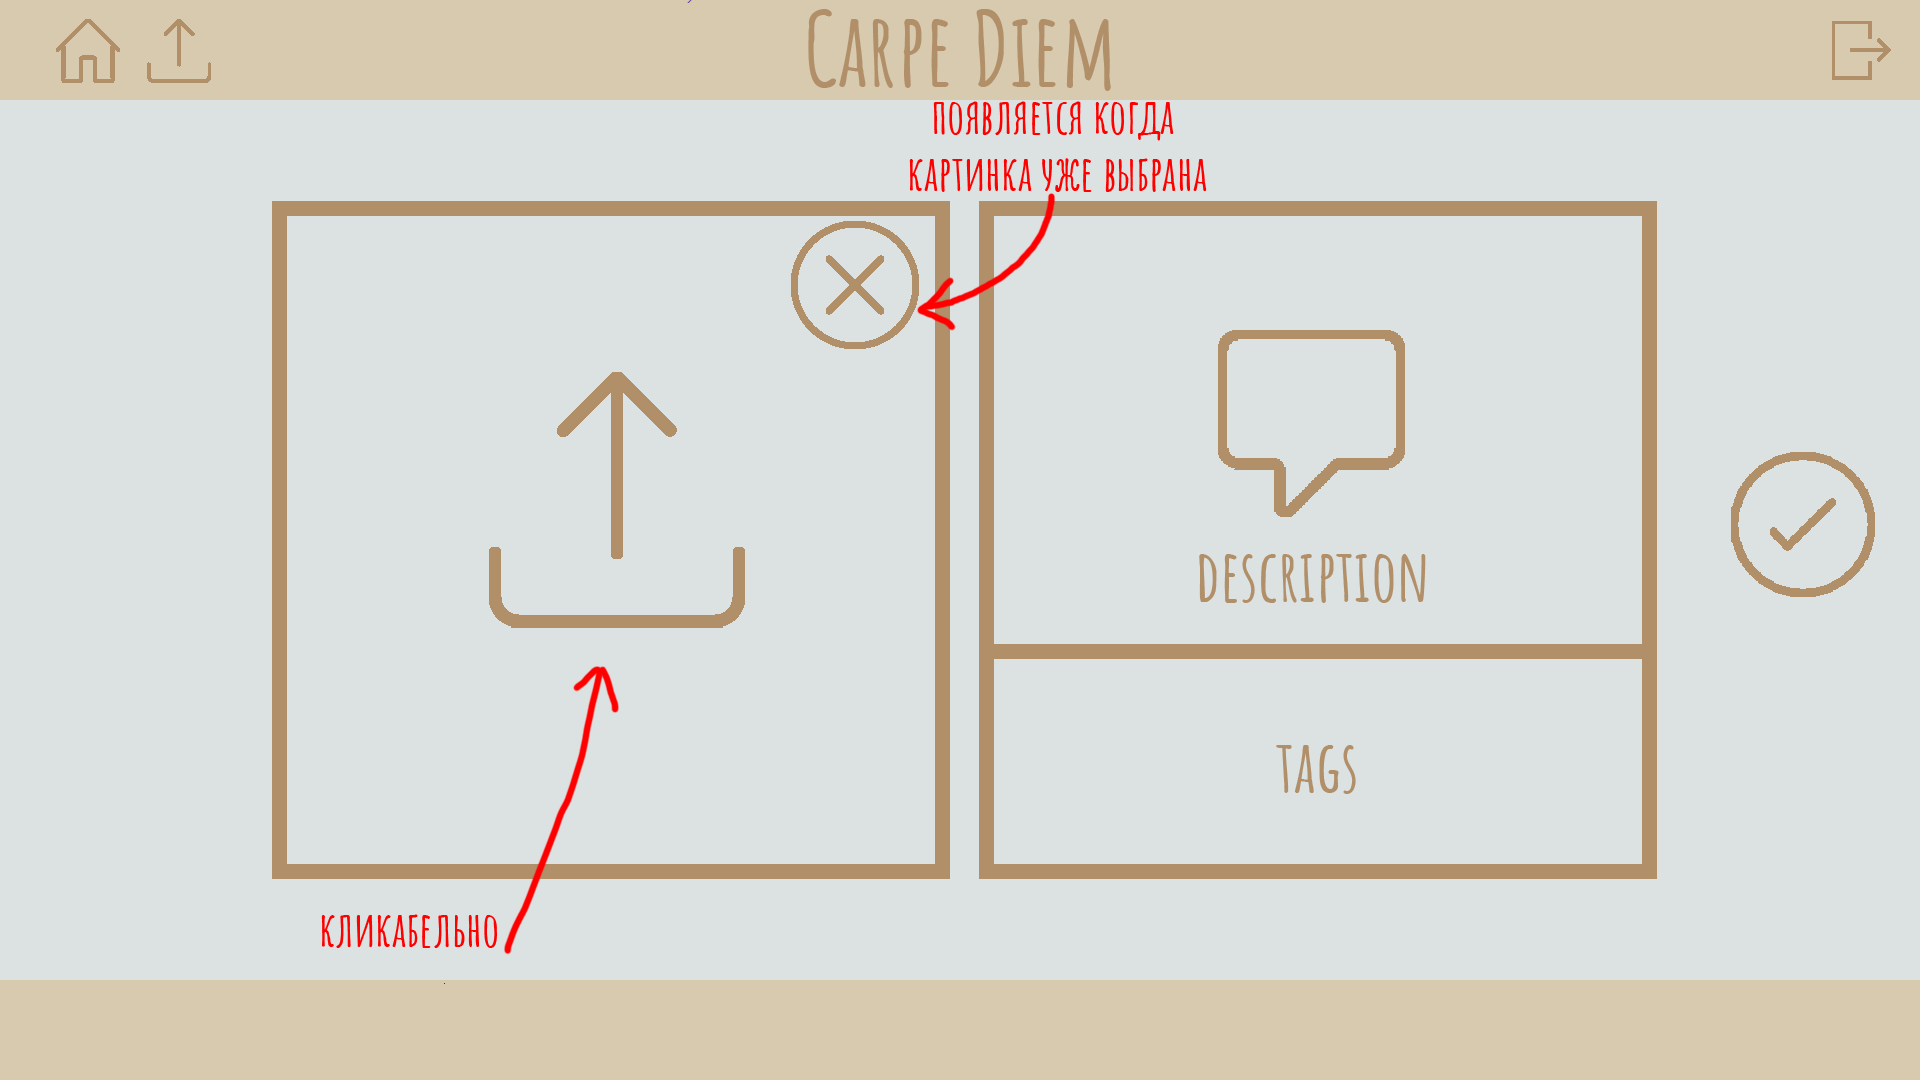 Carpe Diem
появляется когда
картинка уже выбрана
description
tags
кликабельно